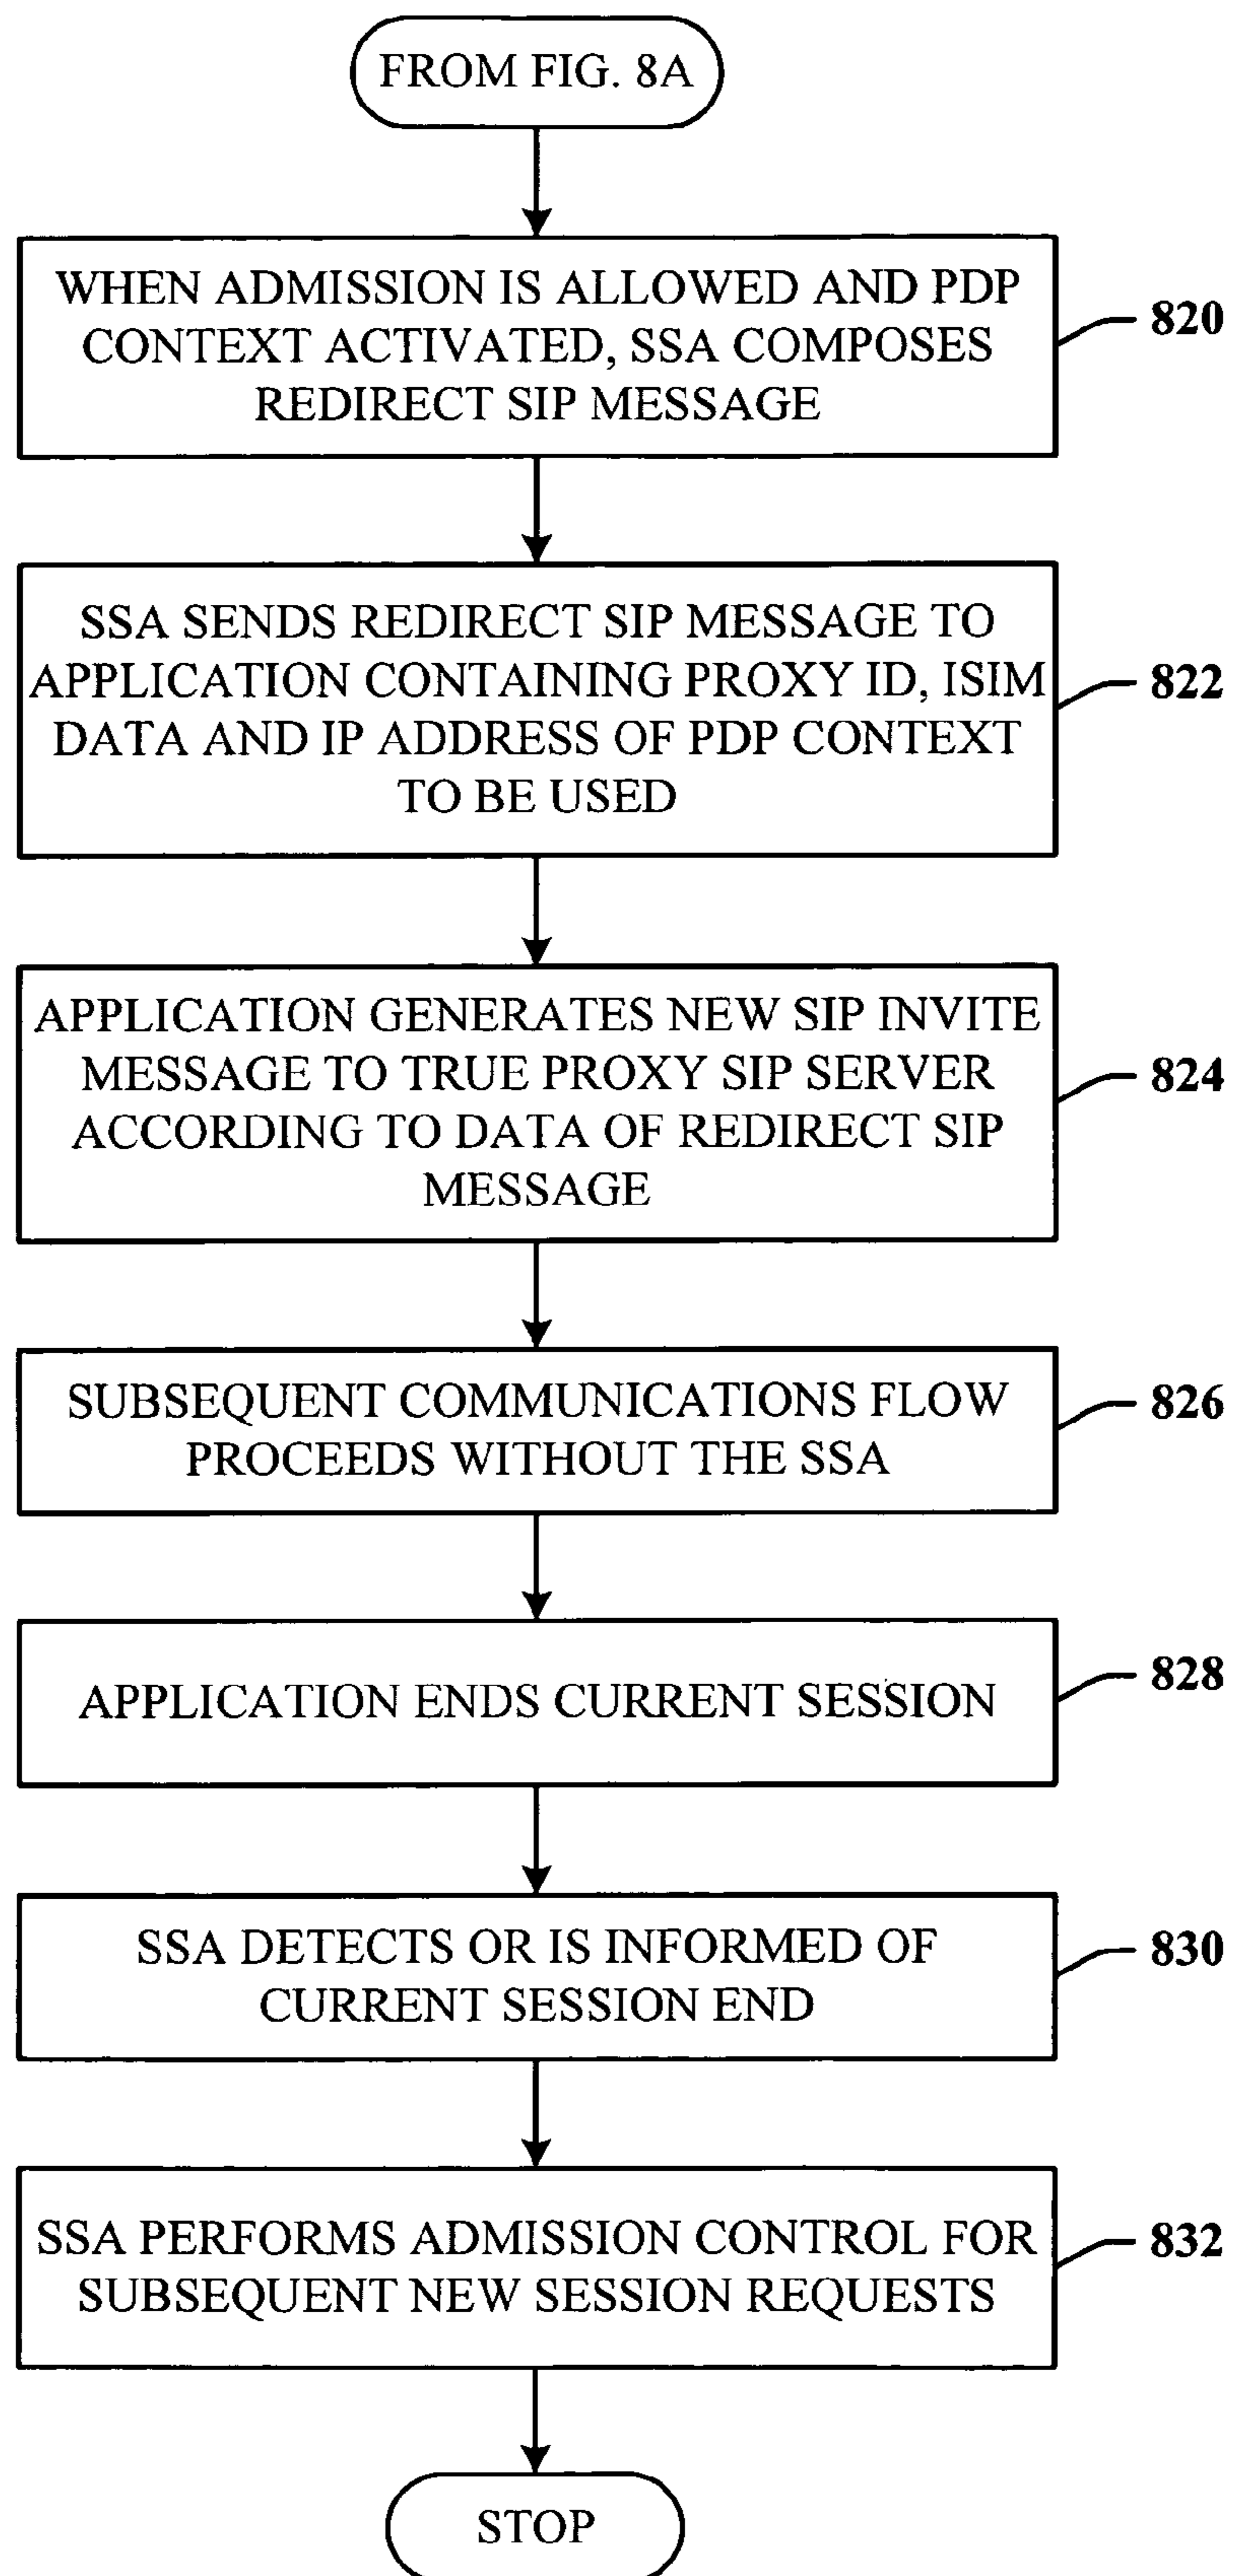 FROM FIG. 8A
WHEN ADMISSION IS ALLOWED AND PDP
CONTEXT ACTIVATED, SSA COMPOSES
REDIRECT SIP MESSAGE
820
SSA SENDS REDIRECT SIP MESSAGE TO
APPLICATION CONTAINING PROXY ID, ISIM
DATA AND IP ADDRESS OF PDP CONTEXT
TO BE USED
822
APPLICATION GENERATES NEW SIP INVITE
MESSAGE TO TRUE PROXY SIP SERVER
ACCORDING TO DATA OF REDIRECT SIP
MESSAGE
824
SUBSEQUENT COMMUNICATIONS FLOW
PROCEEDS WITHOUT THE SSA
826
APPLICATION ENDS CURRENT SESSION
828
SSA DETECTS OR IS INFORMED OF
CURRENT SESSION END
830
SSA PERFORMS ADMISSION CONTROL FOR
SUBSEQUENT NEW SESSION REQUESTS
832
STOP